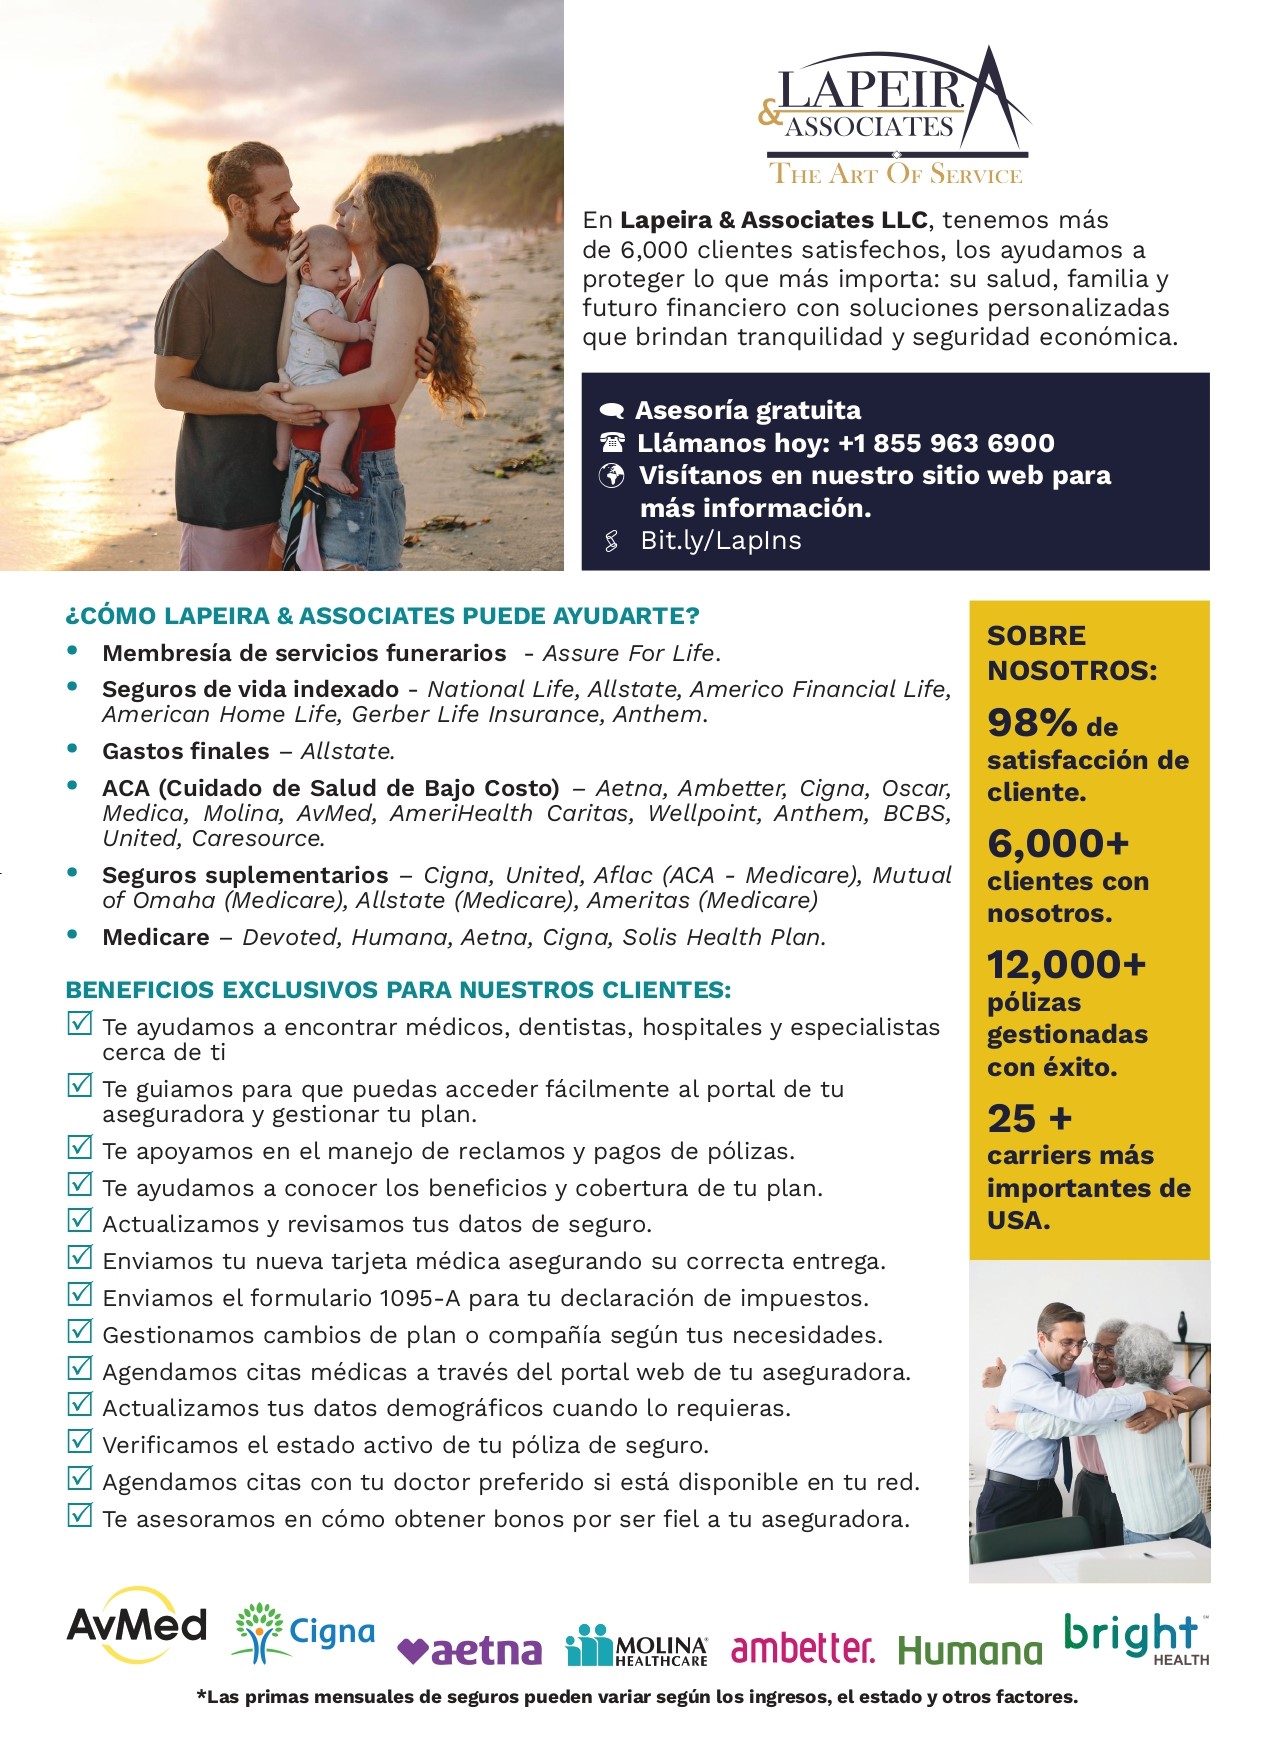 LAPEIRA
& ASSOCIATES
THE ART OF SERVICE
En Lapeira & Associates LLC, tenemos más
de 6,000 clientes satisfechos, los ayudamos a
proteger lo que más importa: su salud, familia y
futuro financiero con soluciones personalizadas
que brindan tranquilidad y seguridad económica.
Asesoría gratuita
Llámanos hoy: +1 855 963 6900
Visítanos en nuestro sitio web para
más información.
Bit.ly/LapIns
¿CÓMO LAPEIRA & ASSOCIATES PUEDE AYUDARTE?
• Membresía de servicios funerarios - Assure For Life.
• Seguros de vida indexado - National Life, Allstate, Americo Financial Life,
American Home Life, Gerber Life Insurance, Anthem.
• Gastos finales – Allstate.
• ACA (Cuidado de Salud de Bajo Costo) – Aetna, Ambetter, Cigna, Oscar,
Medica, Molina, AvMed, AmeriHealth Caritas, Wellpoint, Anthem, BCBS,
United, Caresource.
• Seguros suplementarios – Cigna, United, Aflac (ACA - Medicare), Mutual
of Omaha (Medicare), Allstate (Medicare), Ameritas (Medicare)
• Medicare – Devoted, Humana, Aetna, Cigna, Solis Health Plan.
BENEFICIOS EXCLUSIVOS PARA NUESTROS CLIENTES:
Te ayudamos a encontrar médicos, dentistas, hospitales y especialistas
cerca de ti
Te guiamos para que puedas acceder fácilmente al portal de tu
aseguradora y gestionar tu plan.
Te apoyamos en el manejo de reclamos y pagos de pólizas.
Te ayudamos a conocer los beneficios y cobertura de tu plan.
Actualizamos y revisamos tus datos de seguro.
Enviamos tu nueva tarjeta médica asegurando su correcta entrega.
Enviamos el formulario 1095-A para tu declaración de impuestos.
Gestionamos cambios de plan o compañía según tus necesidades.
Agendamos citas médicas a través del portal web de tu aseguradora.
Actualizamos tus datos demográficos cuando lo requieras.
Verificamos el estado activo de tu póliza de seguro.
Agendamos citas con tu doctor preferido si está disponible en tu red.
Te asesoramos en cómo obtener bonos por ser fiel a tu aseguradora.
SOBRE
NOSOTROS:
98% de
satisfacción de
cliente.
6,000+
clientes con
nosotros.
12,000+
pólizas
gestionadas
con éxito.
25 +
carriers más
importantes de
USA.
AvMed
Cigna
aetna
MOLINA
HEALTHCARE
ambetter.
Humana
bright
HEALTH
*Las primas mensuales de seguros pueden variar según los ingresos, el estado y otros factores.